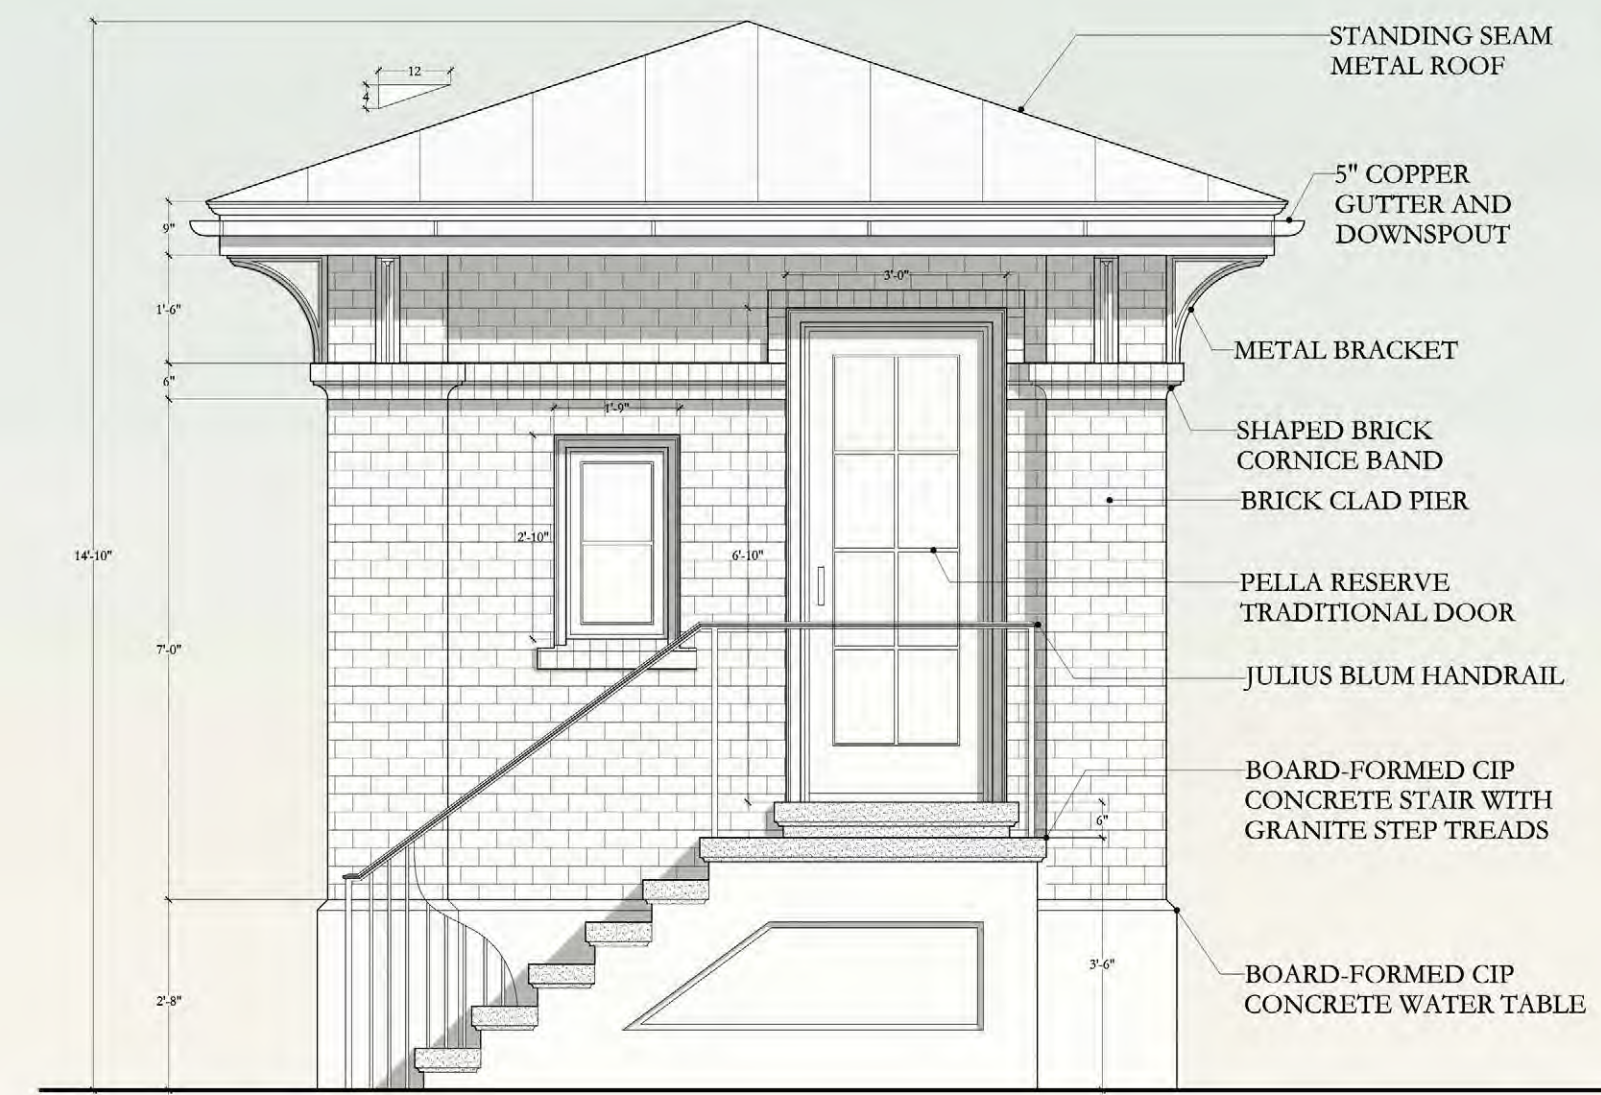 STANDING SEAM
METAL ROOF
12
4
5" COPPER
GUTTER AND
DOWNSPOUT
9"
3'-0"
1'-6"
METAL BRACKET
6"
1'-9"
SHAPED BRICK
CORNICE BAND
BRICK CLAD PIER
2'-10"
14'-10"
6'-10"
PELLA RESERVE
TRADITIONAL DOOR
7'-0"
JULIUS BLUM HANDRAIL
BOARD-FORMED CIP
CONCRETE STAIR WITH
GRANITE STEP TREADS
6"
3'-6"
BOARD-FORMED CIP
CONCRETE WATER TABLE
2'-8"